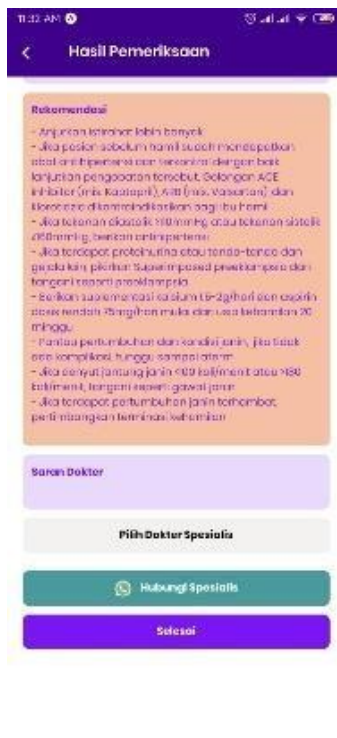 11:32 AM
Hasil Pemeriksaan
Rekomendasi
- Anjurkan istirahat lebih banyak
- Jika pasien sebelum hamil sudah mendapatkan
obat antihipertensi dan terkontrol dengan baik
lanjutkan pengobatan tersebut, Golongan ACE
inhibitor (mis. Kaptopril), ARB (mis. Valsartan) dan
klorotiazid dikontraindikasikan pagi ibu hamil
- Jika tekanan diastolik >110mmHg atau tekanan sistolik
berikan antihipertensi
- Jika terdapat proteinuria atau tanda-tanda dan
gejala lain, pikirkan Superimposed preeklampsia dan
tangani seperti preeklampsia
- Berikan suplementasi kalsium 1.5-2g/hari dan aspirin
dosis rendah 75mg/hari mulai dari usia kehamilan 20
minggu
- Pantau pertumbuhan dan kondisi janin, jika tidak
ada komplikasi, tunggu sampai aterm
- Jika denyut jantung janin <100 kali/menit atau >180
kali/menit, tangani seperti gawat janin
- Jika terdapat pertumbuhan janin terhambat,
pertimbangkan terminasi kehamilan
Saran Dokter
Pilih Dokter Spesialis
Hubungi Spesialis
Selesai